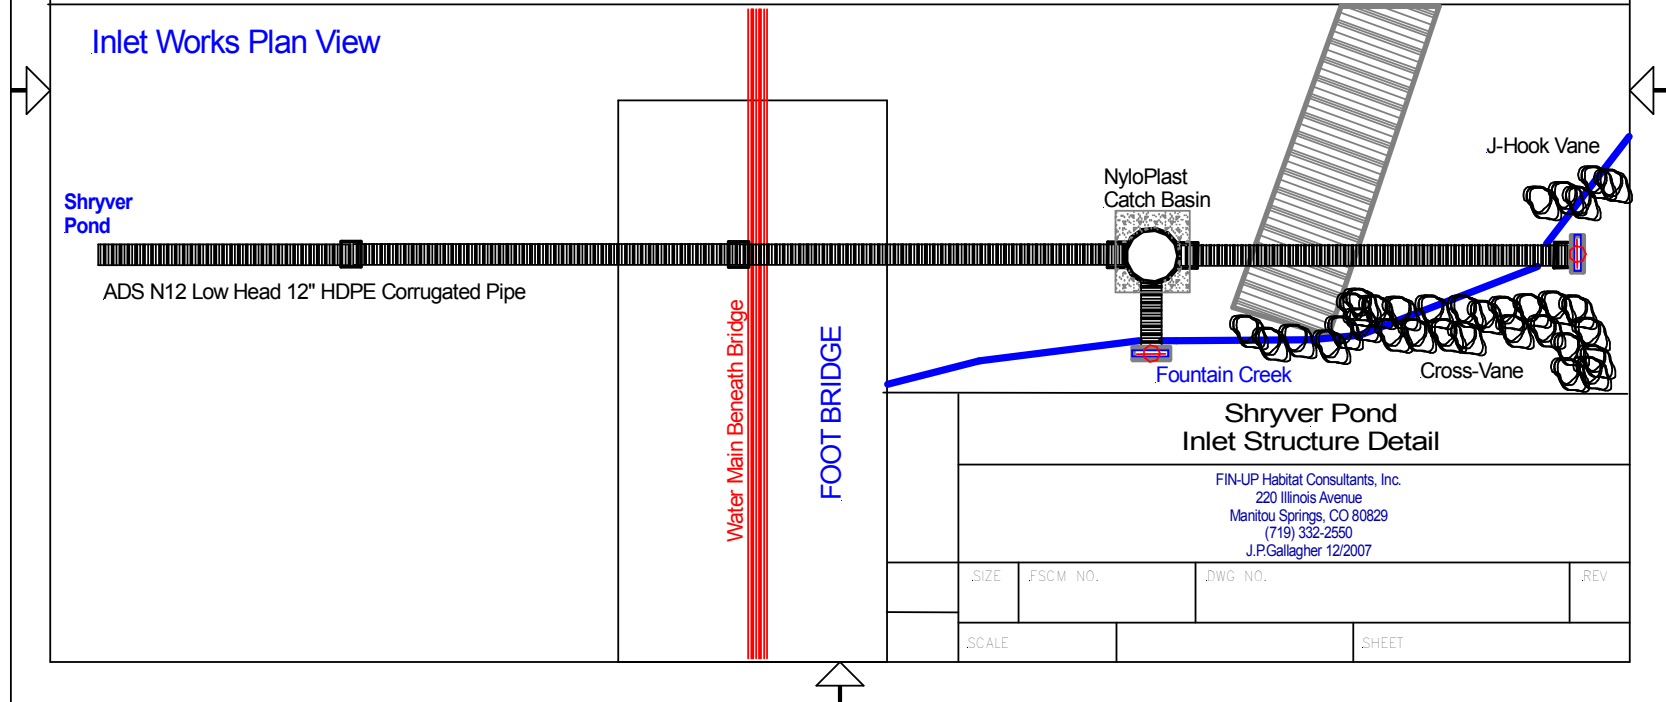 Inlet Works Plan View
J-Hook Vane
NyloPlast
Catch Basin
Shryver
Pond
ADS N12 Low Head 12" HDPE Corrugated Pipe
Water Main Beneath Bridge
FOOT BRIDGE
Fountain Creek
Cross-Vane
Shryver Pond
Inlet Structure Detail
FIN-UP Habitat Consultants, Inc.
220 Illinois Avenue
Manitou Springs, CO 80829
(719) 332-2550
J.P.Gallagher 12/2007
SIZE
FSCM NO.
DWG NO.
REV
SCALE
SHEET